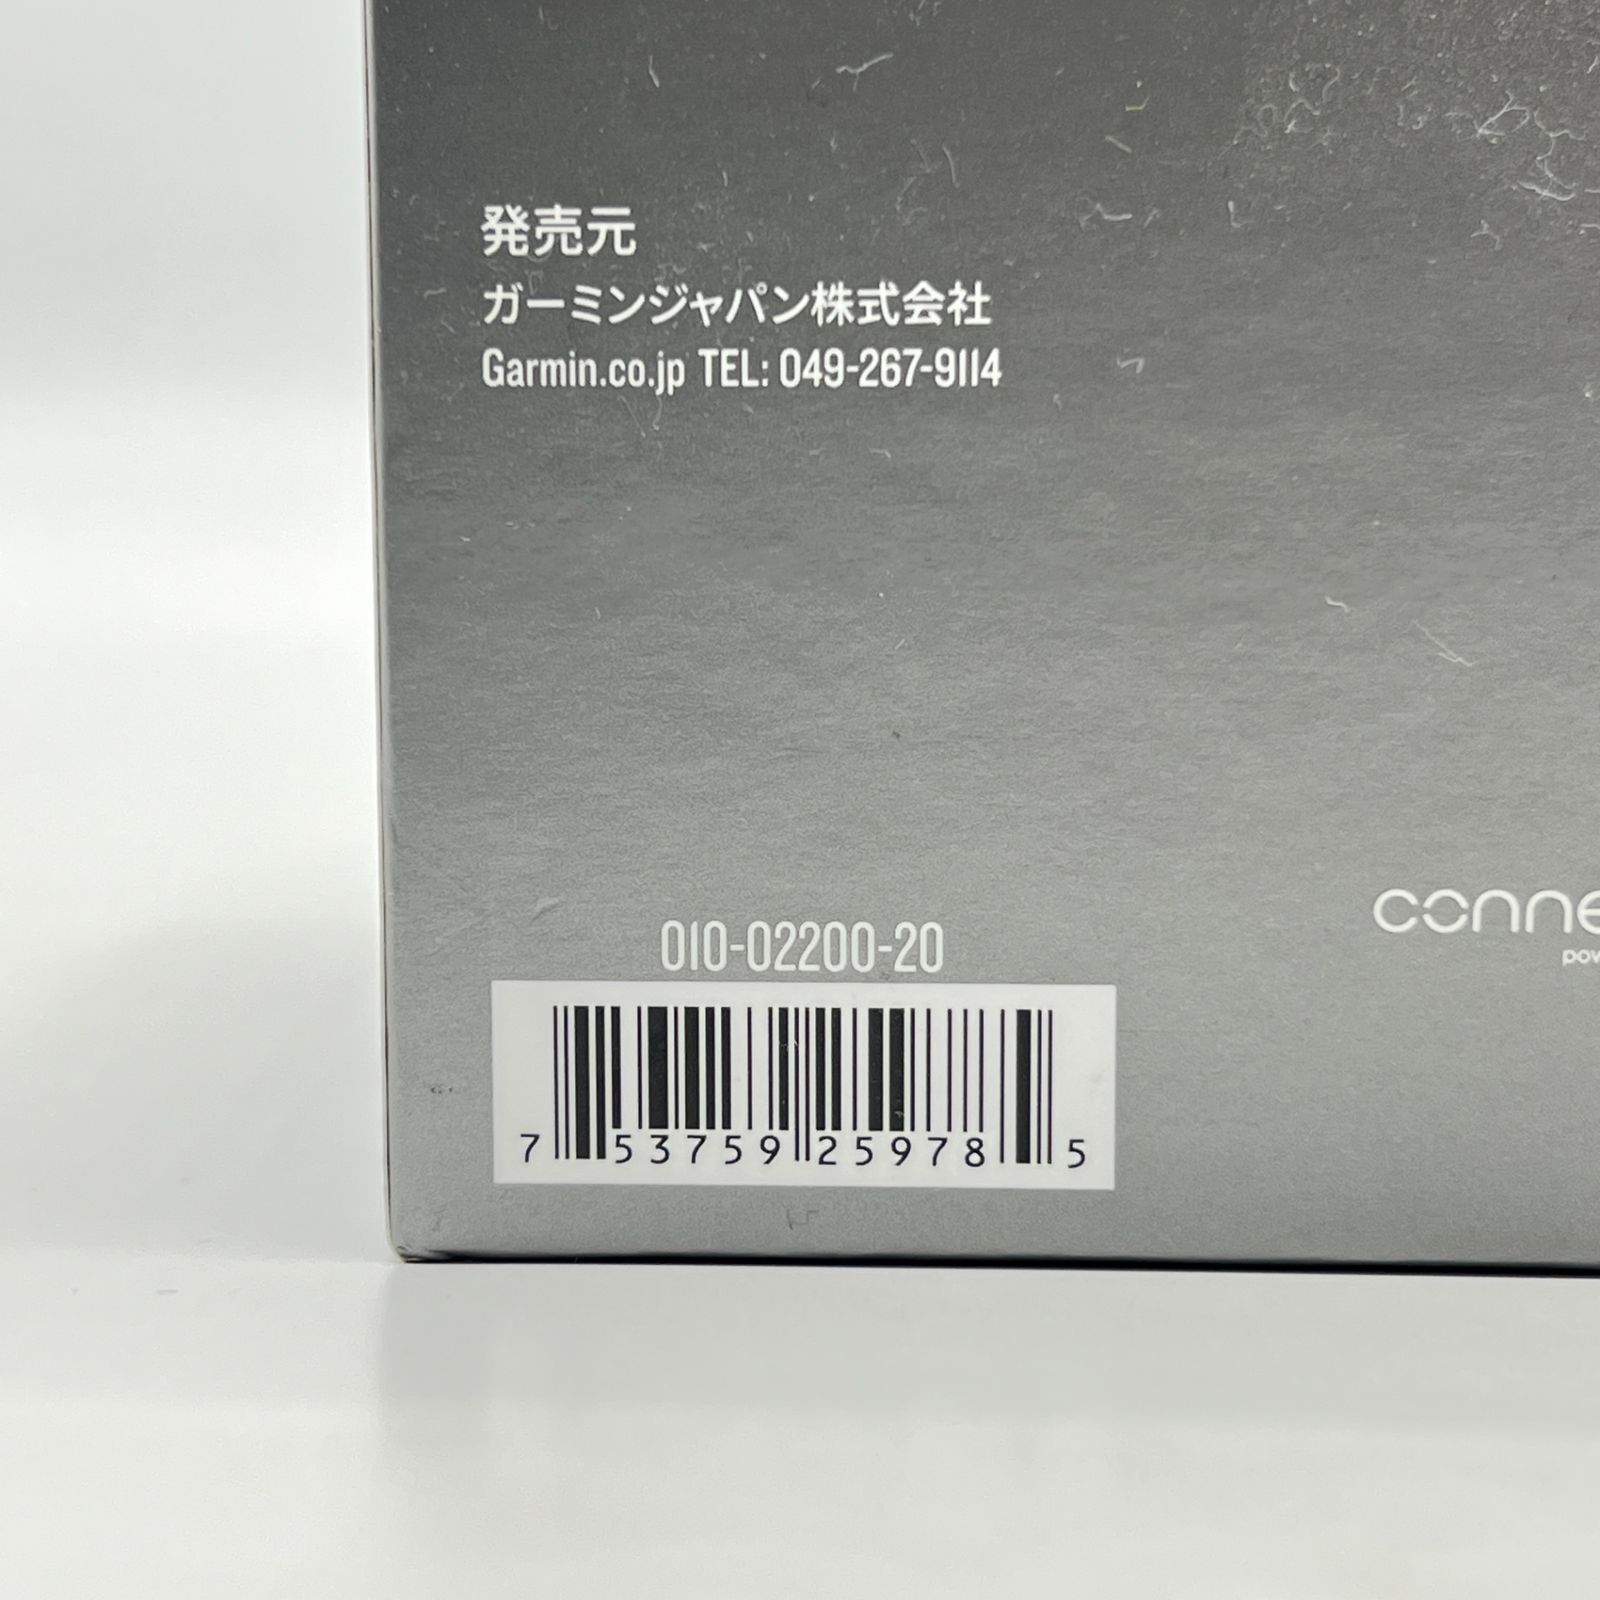 発売元
ガーミンジャパン株式会社
Garmin.co.jp TEL: 049-267-9114
010-02200-20
7 53759 25978 5